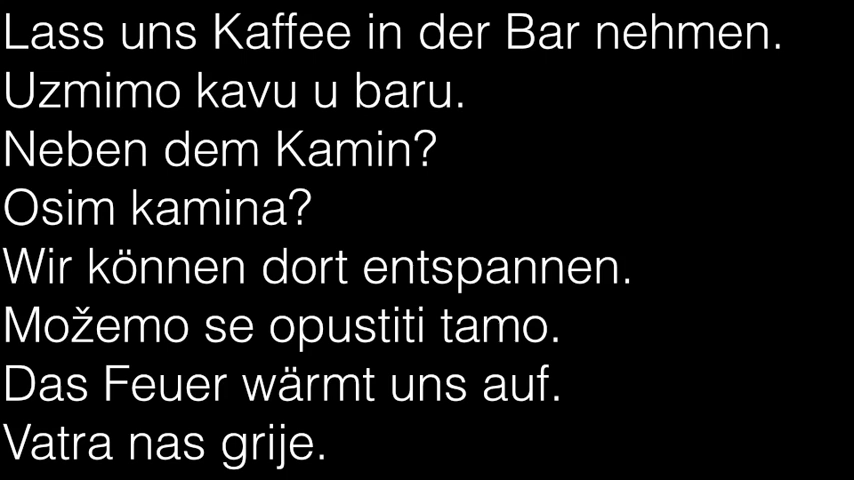 Lass uns Kaffee in der Bar nehmen.
Uzmimo kavu u baru.
Neben dem Kamin?
Osim kamina?
Wir können dort entspannen.
Možemo se opustiti tamo.
Das Feuer wärmt uns auf.
Vatra nas grije.